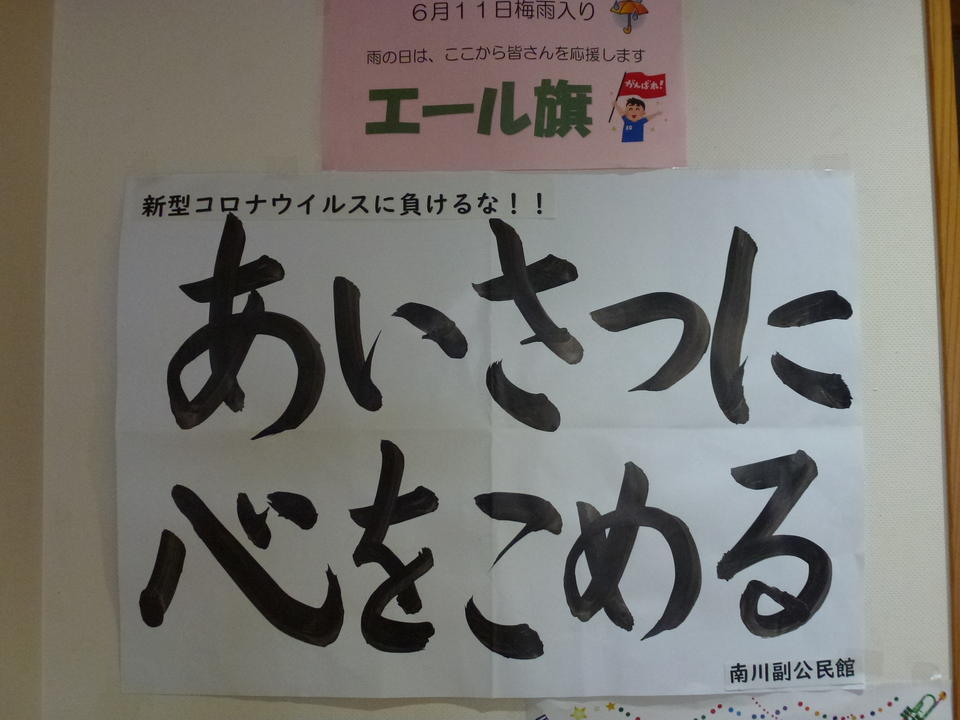 6月11日梅雨入り
雨の日は、ここから皆さんを応援します
エール旗
がんばれ!
新型コロナウイルスに負けるな！！
あいさつに
心をこめる
南川副公民館